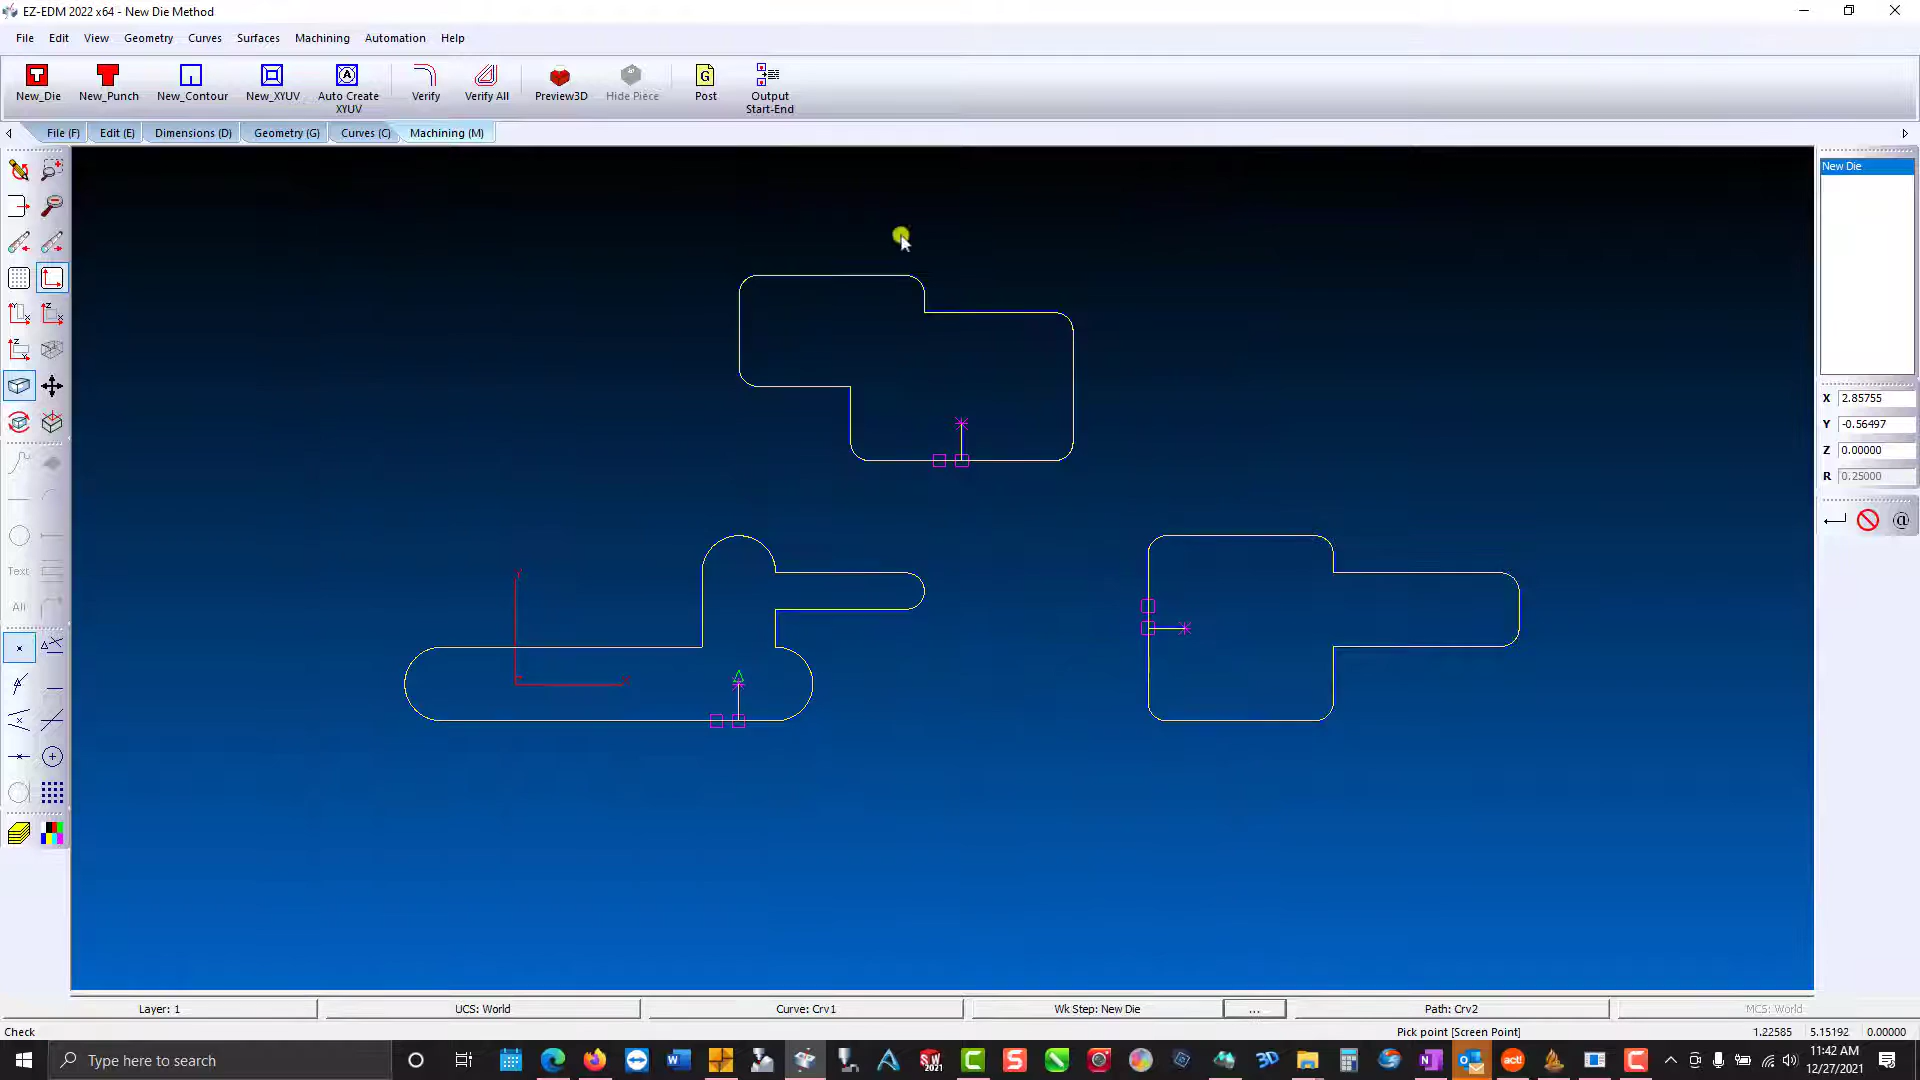 EZ-EDM 2022 x64 - New Die Method
File Edit View Geometry Curves Surfaces Machining Automation Help
New_Die New_Punch New_Contour New_XYUV Auto Create XYUV Verify Verify All Preview3D Hide Piece Post Output Start-End
File (F) Edit (E) Dimensions (D) Geometry (G) Curves (C) Machining (M)
New Die
X 2.85755
Y -0.56497
Z 0.00000
R 0.25000
@
Text
All
Layer: 1 UCS: World Curve: Crv1 Wk Step: New Die ... Path: Crv2 MCS: World
Check Pick point [Screen Point] 1.22585 5.15192 0.00000
Type here to search
11:42 AM
12/27/2021